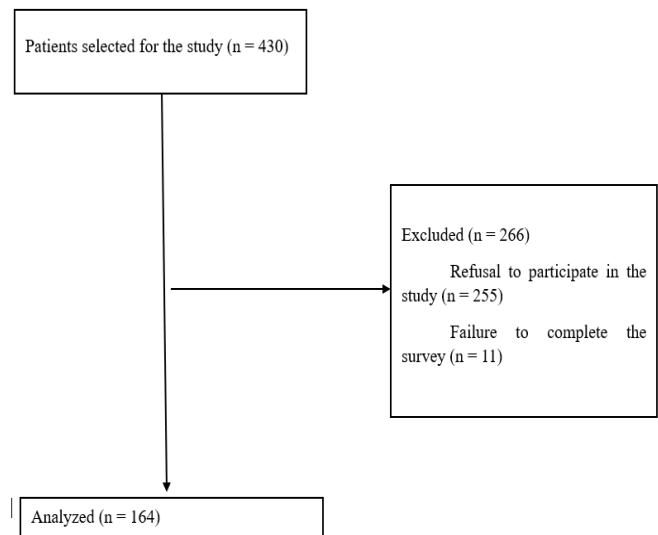 Patients selected for the study (n = 430)
Excluded (n = 266)
Refusal to participate in the
study (n = 255)
Failure to complete the
survey (n = 11)
Analyzed (n = 164)